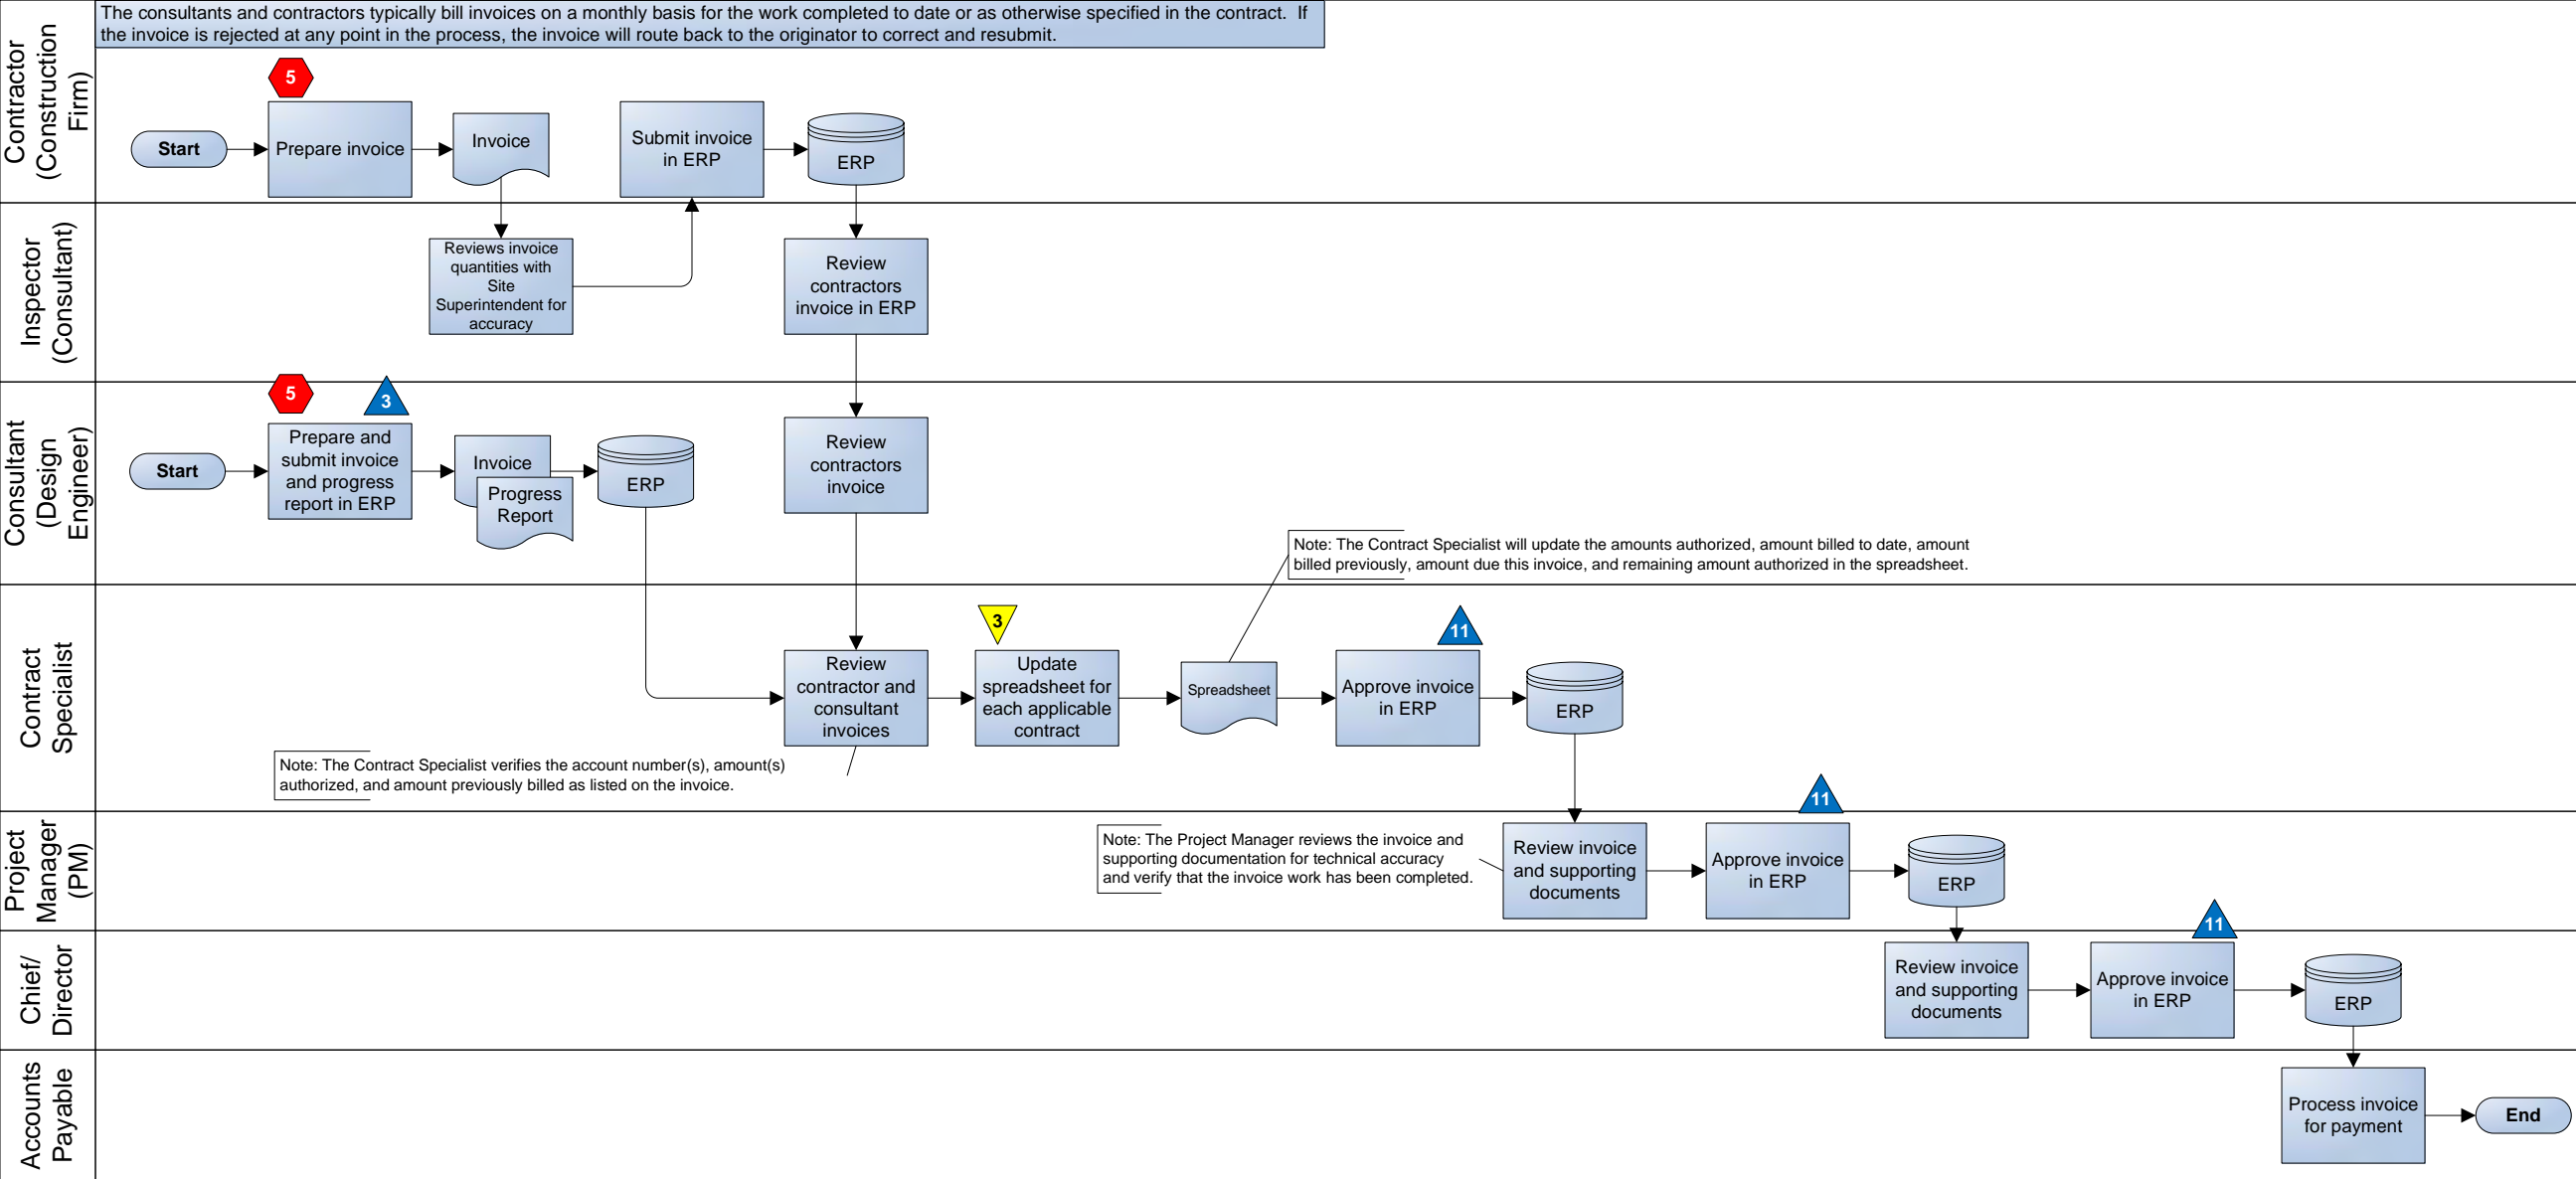 The consultants and contractors typically bill invoices on a monthly basis for the work completed to date or as otherwise specified in the contract.  If
the invoice is rejected at any point in the process, the invoice will route back to the originator to correct and resubmit.
Contractor
(Construction
Firm)
5
Start
Prepare invoice
Invoice
Submit invoice
in ERP
ERP
Inspector
(Consultant)
Reviews invoice
quantities with
Site
Superintendent for
accuracy
Review
contractors
invoice in ERP
Consultant
(Design
Engineer)
5
3
Start
Prepare and
submit invoice
and progress
report in ERP
Invoice
Progress
Report
ERP
Review
contractors
invoice
Note: The Contract Specialist will update the amounts authorized, amount billed to date, amount
billed previously, amount due this invoice, and remaining amount authorized in the spreadsheet.
Contract
Specialist
Review
contractor and
consultant
invoices
3
Update
spreadsheet for
each applicable
contract
Spreadsheet
11
Approve invoice
in ERP
ERP
Note: The Contract Specialist verifies the account number(s), amount(s)
authorized, and amount previously billed as listed on the invoice.
Project
Manager
(PM)
Note: The Project Manager reviews the invoice and
supporting documentation for technical accuracy
and verify that the invoice work has been completed.
Review invoice
and supporting
documents
11
Approve invoice
in ERP
ERP
Chief/
Director
Review invoice
and supporting
documents
11
Approve invoice
in ERP
ERP
Accounts
Payable
Process invoice
for payment
End